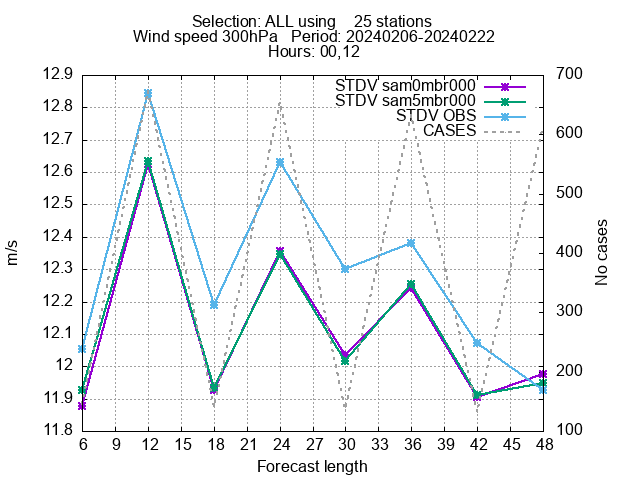 Selection: ALL using    25 stations
Wind speed 300hPa   Period: 20240206-20240222
Hours: 00,12
STDV sam0mbr000
STDV sam5mbr000
STDV OBS
CASES
12.9
12.8
12.7
12.6
12.5
12.4
12.3
12.2
12.1
12
11.9
11.8
m/s
700
600
500
400
300
200
100
No cases
6 9 12 15 18 21 24 27 30 33 36 39 42 45 48
Forecast length